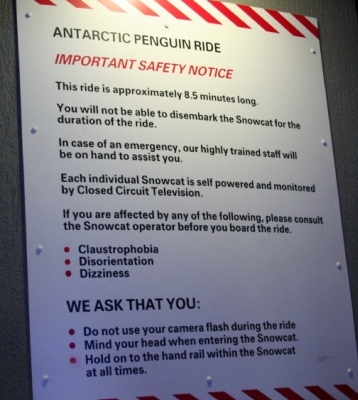 ANTARCTIC PENGUIN RIDE
IMPORTANT SAFETY NOTICE
This ride is approximately 8.5 minutes long.
You will not be able to disembark the Snowcat for the
duration of the ride.
In case of an emergency, our highly trained staff will
be on hand to assist you.
Each individual Snowcat is self powered and monitored
by Closed Circuit Television.
If you are affected by any of the following, please consult
the Snowcat operator before you board the ride.
• Claustrophobia
• Disorientation
• Dizziness
WE ASK THAT YOU:
• Do not use your camera flash during the ride
• Mind your head when entering the Snowcat.
• Hold on to the hand rail within the Snowcat
at all times.